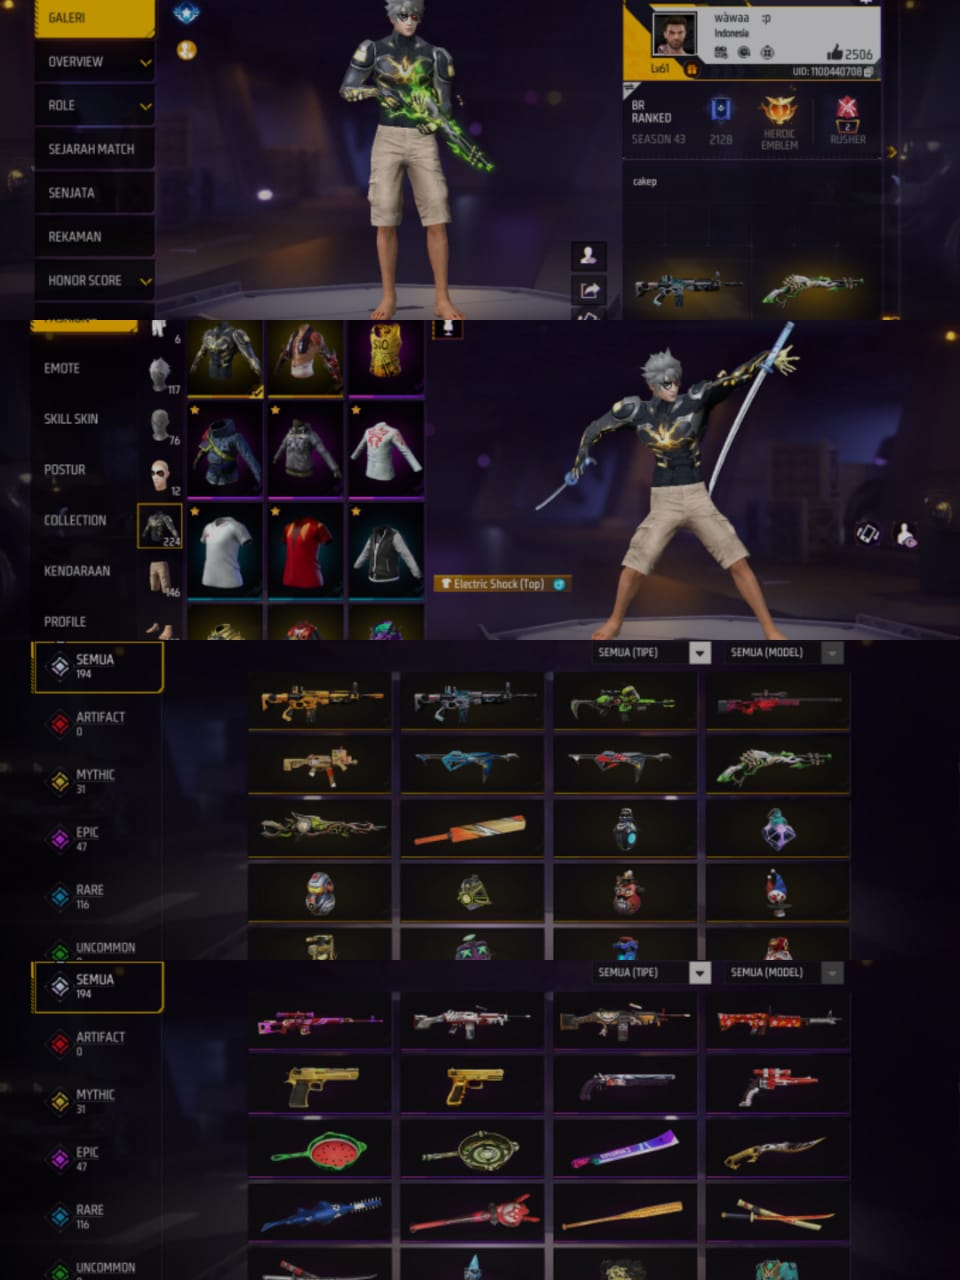 GALERI
OVERVIEW
ROLE
SEJARAH MATCH
SENJATA
REKAMAN
HONOR SCORE
wàwaa :p
Indonesia
2506
Lv61
UID: 1100440708
BR
RANKED
SEASON 43
2128
HEROIC
EMBLEM
2
RUSHER
cakep
EMOTE
SKILL SKIN
POSTUR
COLLECTION
KENDARAAN
PROFILE
6
117
76
12
224
146
Electric Shock (Top)
SEMUA
194
ARTIFACT
0
MYTHIC
31
EPIC
47
RARE
116
UNCOMMON
SEMUA (TIPE)
SEMUA (MODEL)
SEMUA
194
ARTIFACT
0
MYTHIC
31
EPIC
47
RARE
116
UNCOMMON
SEMUA (TIPE)
SEMUA (MODEL)